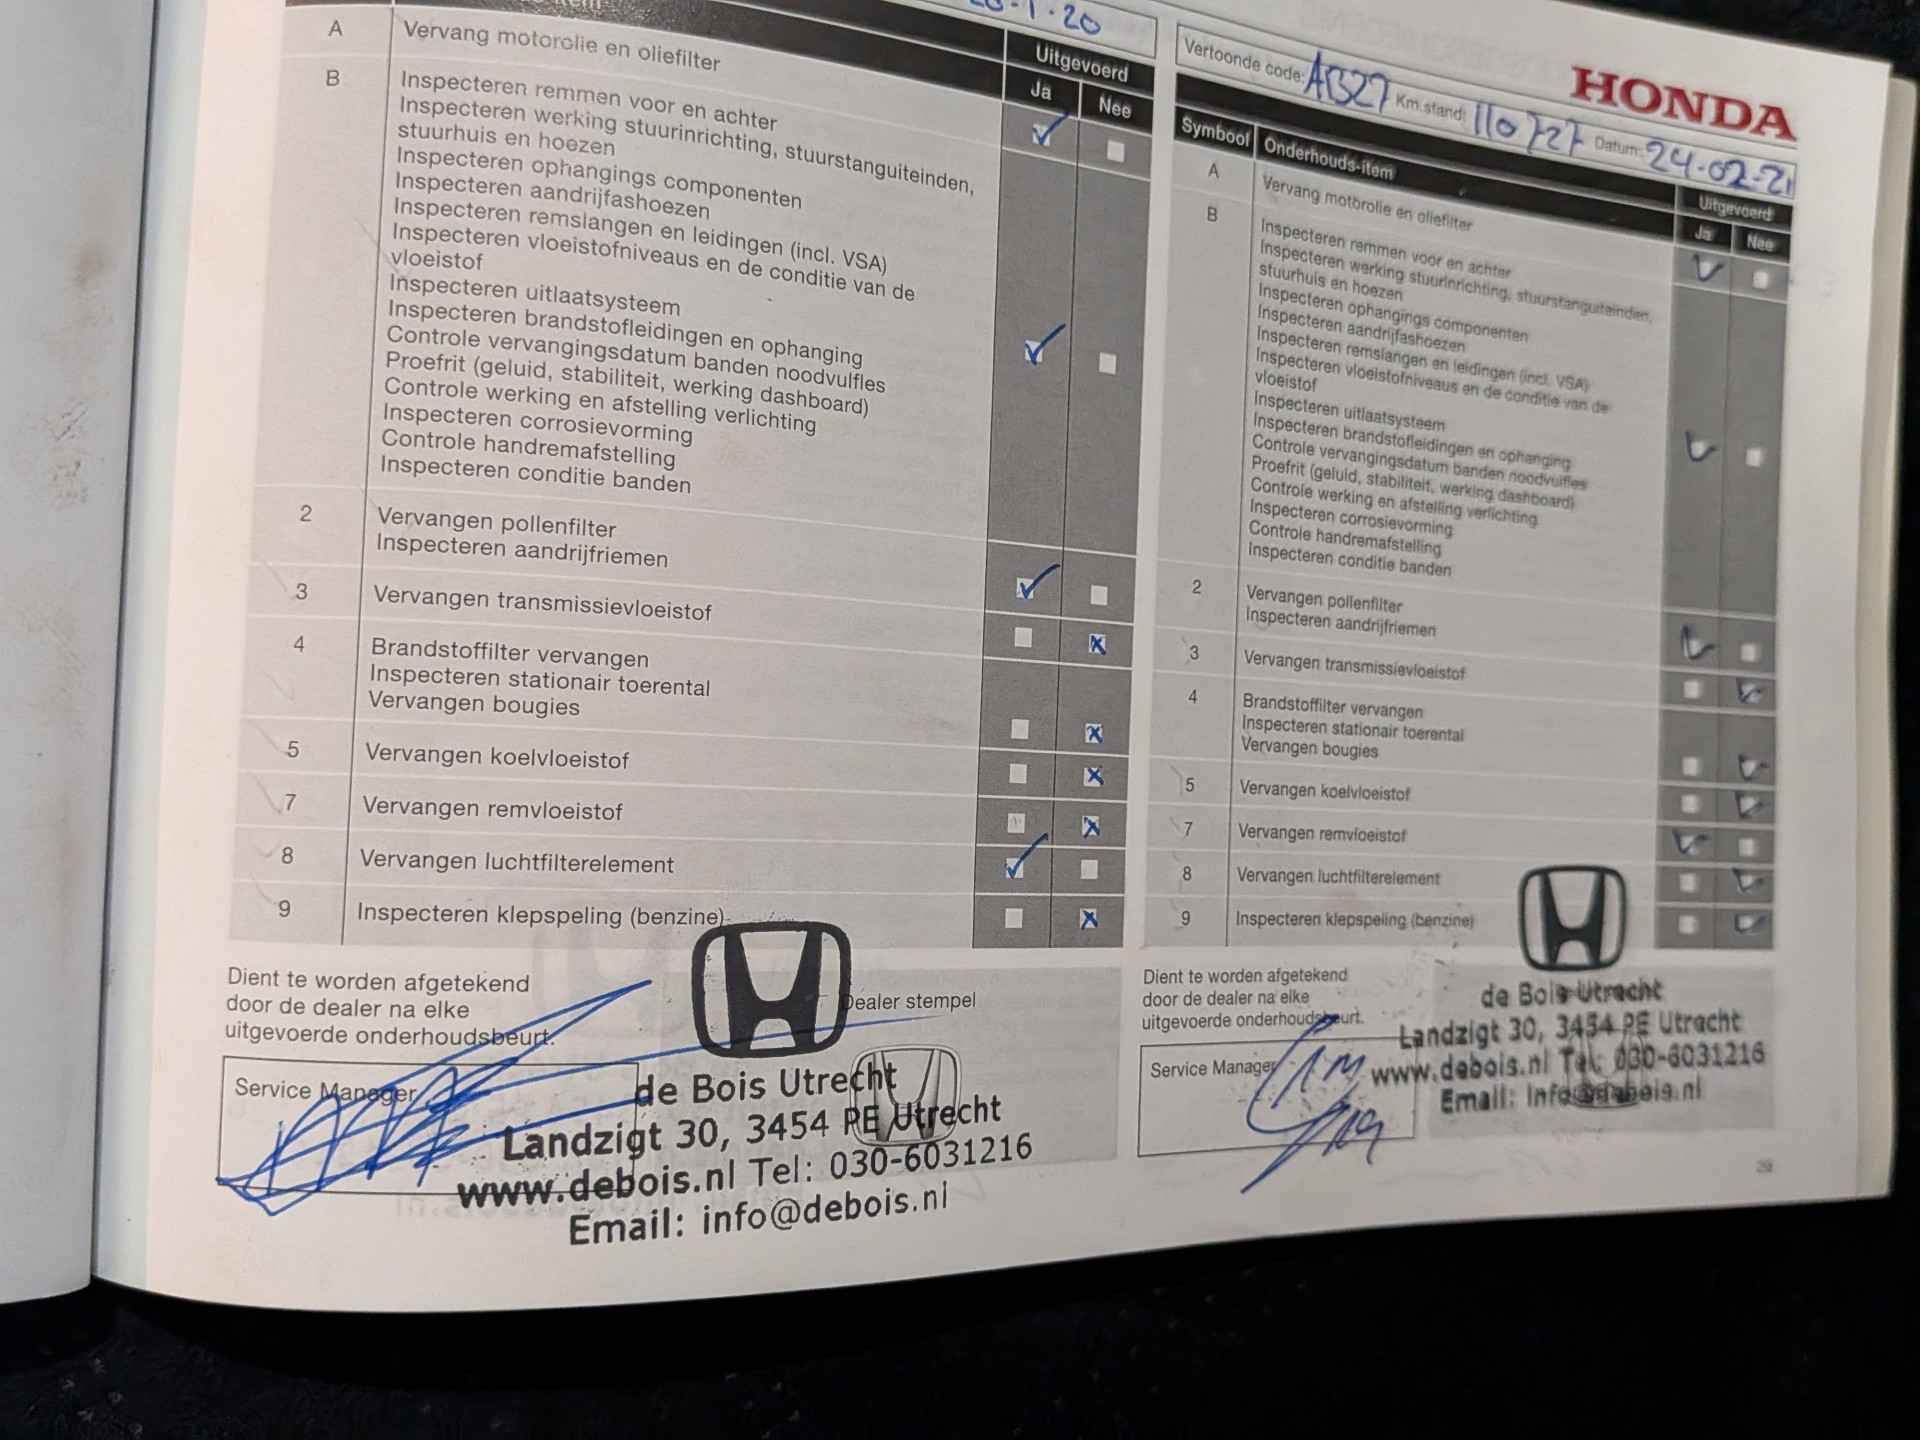 A Vervang motorolie en oliefilter
Uitgevoerd
Ja Nee
B Inspecteren remmen voor en achter
Inspecteren werking stuurinrichting, stuurstanguiteinden,
stuurhuis en hoezen
Inspecteren ophangings componenten
Inspecteren aandrijfashoezen
Inspecteren remslangen en leidingen (incl. VSA)
Inspecteren vloeistofniveaus en de conditie van de
vloeistof
Inspecteren uitlaatsysteem
Inspecteren brandstofleidingen en ophanging
Controle vervangingsdatum banden noodvulfles
Proefrit (geluid, stabiliteit, werking dashboard)
Controle werking en afstelling verlichting
Inspecteren corrosievorming
Controle handremafstelling
Inspecteren conditie banden
2 Vervangen pollenfilter
Inspecteren aandrijfriemen
3 Vervangen transmissievloeistof
4 Brandstoffilter vervangen
Inspecteren stationair toerental
Vervangen bougies
5 Vervangen koelvloeistof
7 Vervangen remvloeistof
8 Vervangen luchtfilterelement
9 Inspecteren klepspeling (benzine)
Dient te worden afgetekend
door de dealer na elke
uitgevoerde onderhoudsbeurt.
Dealer stempel
Service Manager
de Bois Utrecht
Landzigt 30, 3454 PE Utrecht
www.debois.nl Tel: 030-6031216
Email: info@debois.nl
HONDA
Vertoonde code: AB27 Km.stand: 110727 Datum: 24-02-21
Symbool Onderhouds-item
Uitgevoerd
Ja Nee
A Vervang motorolie en oliefilter
B Inspecteren remmen voor en achter
Inspecteren werking stuurinrichting, stuurstanguiteinden,
stuurhuis en hoezen
Inspecteren ophangings componenten
Inspecteren aandrijfashoezen
Inspecteren remslangen en leidingen (incl. VSA)
Inspecteren vloeistofniveaus en de conditie van de
vloeistof
Inspecteren uitlaatsysteem
Inspecteren brandstofleidingen en ophanging
Controle vervangingsdatum banden noodvulfles
Proefrit (geluid, stabiliteit, werking dashboard)
Controle werking en afstelling verlichting
Inspecteren corrosievorming
Controle handremafstelling
Inspecteren conditie banden
2 Vervangen pollenfilter
Inspecteren aandrijfriemen
3 Vervangen transmissievloeistof
4 Brandstoffilter vervangen
Inspecteren stationair toerental
Vervangen bougies
5 Vervangen koelvloeistof
7 Vervangen remvloeistof
8 Vervangen luchtfilterelement
9 Inspecteren klepspeling (benzine)
Dient te worden afgetekend
door de dealer na elke
uitgevoerde onderhoudsbeurt.
Service Manager
de Bois Utrecht
Landzigt 30, 3454 PE Utrecht
www.debois.nl Tel: 030-6031216
Email: info@debois.nl